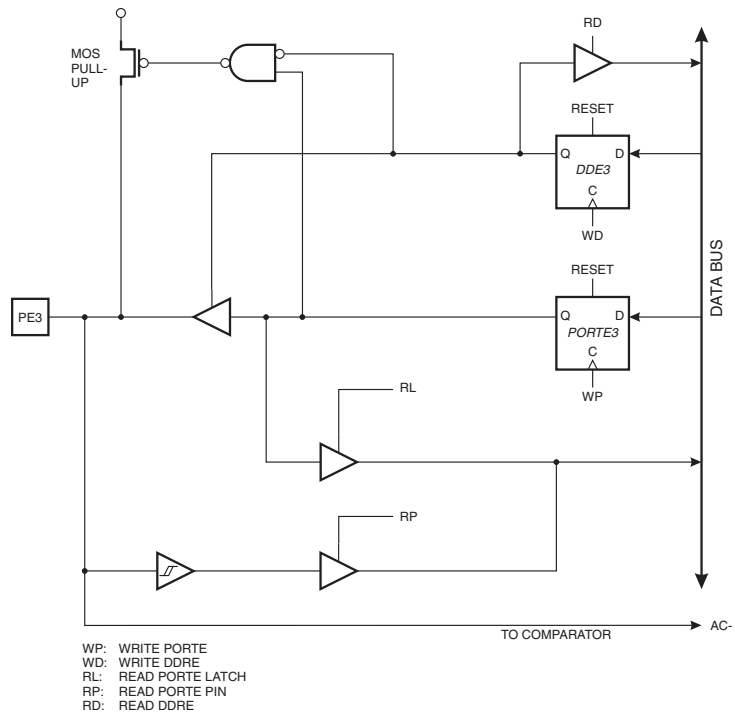 RD
MOS
PULL-
UP
RESET
Q
D
DDE3
C
WD
DATA BUS
RESET
PE3
Q
D
PORTE3
C
WP
RL
RP
TO COMPARATOR
AC-
WP: WRITE PORTE
WD: WRITE DDRE
RL: READ PORTE LATCH
RP: READ PORTE PIN
RD: READ DDRE